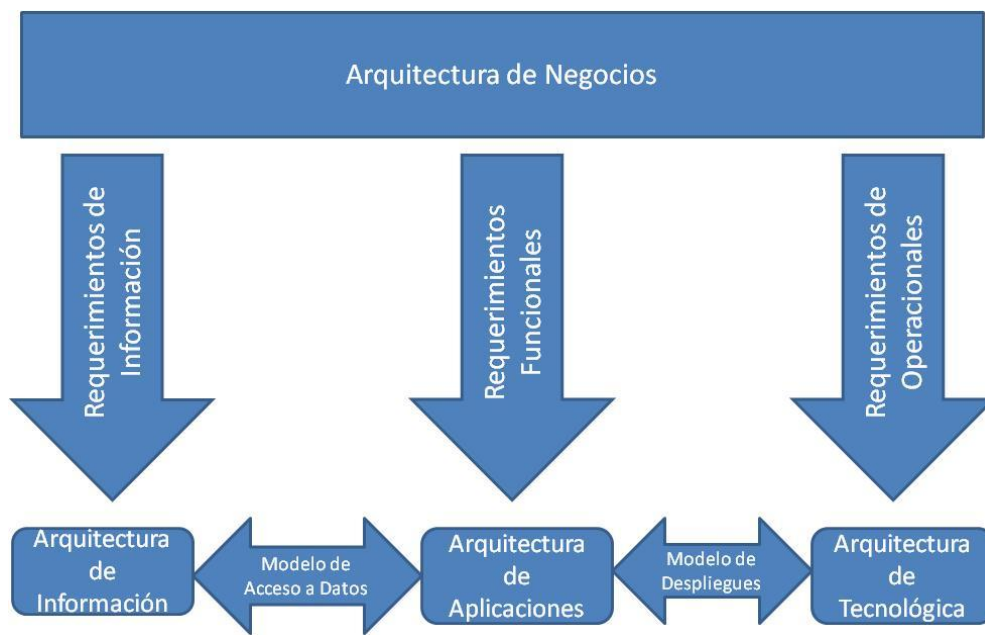 Arquitectura de Negocios
Requerimientos de
Información
Requerimientos
Funcionales
Requerimientos de
Operacionales
Arquitectura
de
Información
Modelo de
Acceso a Datos
Arquitectura
de
Aplicaciones
Modelo de
Despliegues
Arquitectura
de
Tecnológica